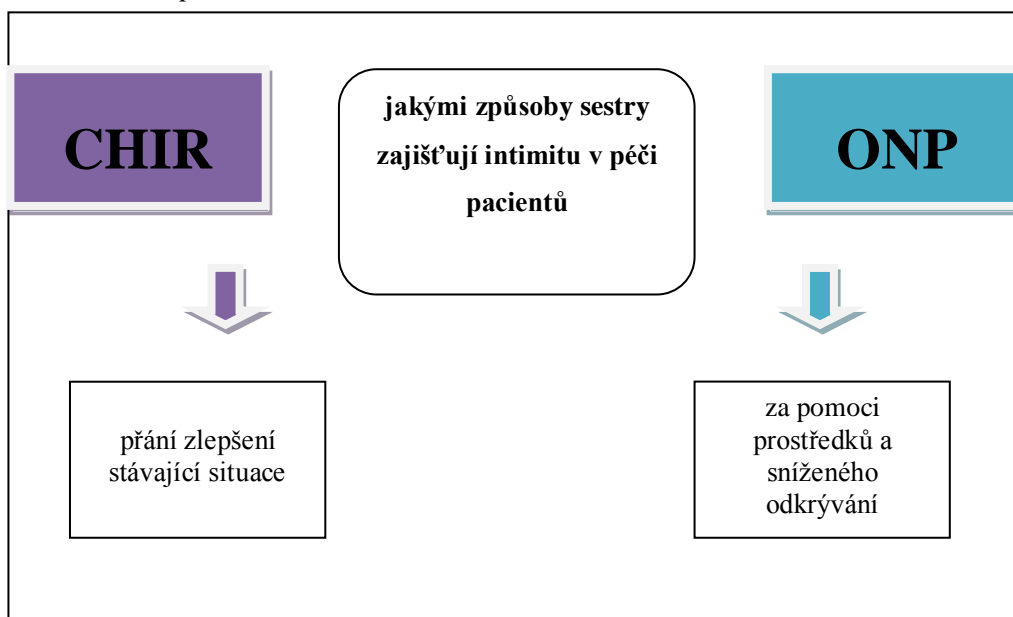 CHIR
jakými způsoby sestry
zajišťují intimitu v péči
pacientů
ONP
přání zlepšení
stávající situace
za pomoci
prostředků a
sníženého
odkrývání